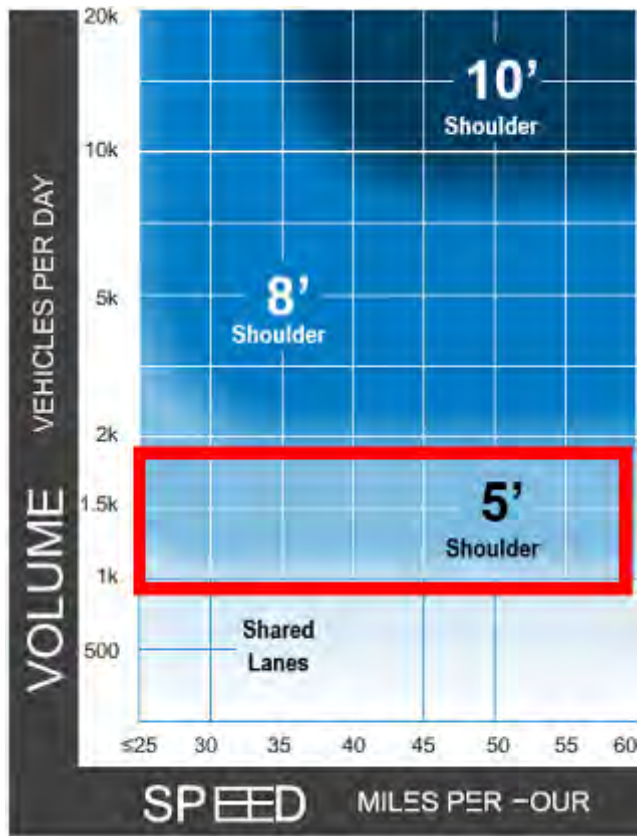 20k
10'
Shoulder
10k
VOLUME VEHICLES PER DAY
5k
8'
Shoulder
2k
5'
1.5k
Shoulder
1k
Shared
Lanes
500
≤25 30 35 40 45 50 55 60
SPEED MILES PER -OUR